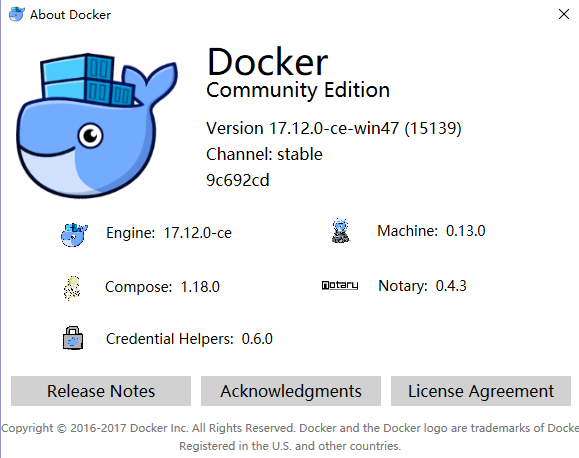 About Docker
Docker
Community Edition
Version 17.12.0-ce-win47 (15139)
Channel: stable
9c692cd
Engine: 17.12.0-ce
Machine: 0.13.0
Compose: 1.18.0
notary
Notary: 0.4.3
Credential Helpers: 0.6.0
Release Notes
Acknowledgments
License Agreement
Copyright © 2016-2017 Docker Inc. All Rights Reserved. Docker and the Docker logo are trademarks of Docke
Registered in the U.S. and other countries.